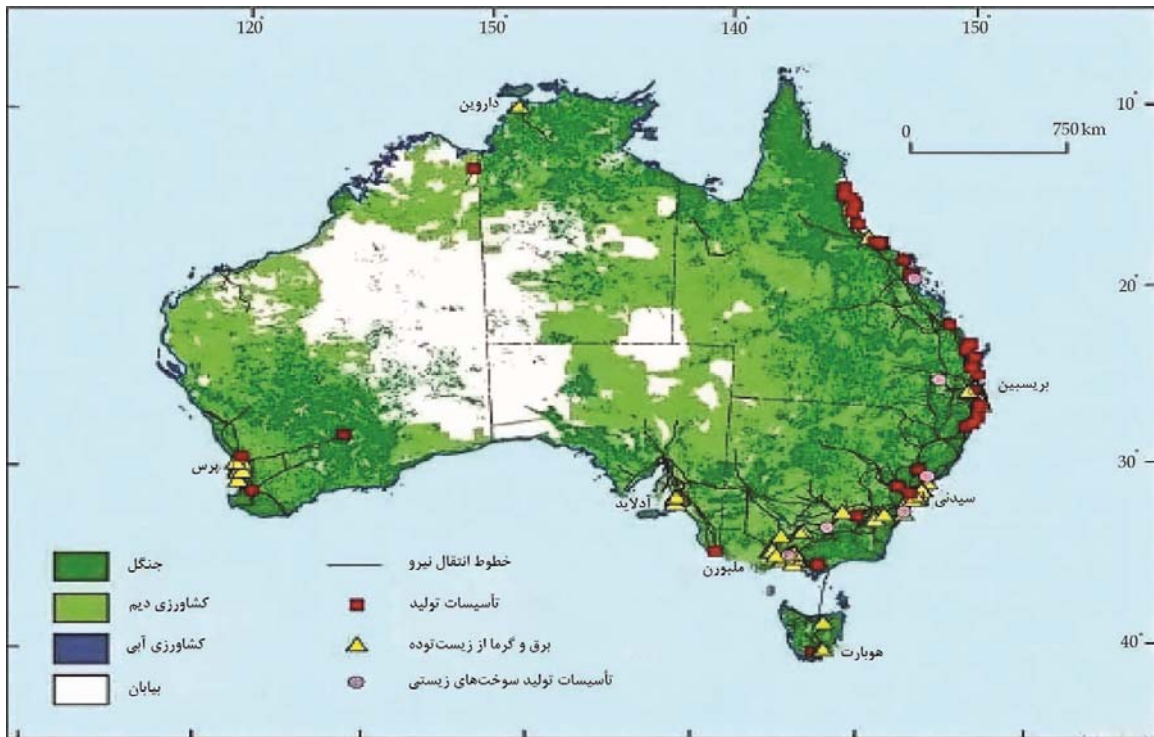 120°
150°
140°
150°
داروین
10°
0 750 km
20°
بریسبین
30°
پرس
آدلاید
سیدنی
ملبورن
هوبارت
40°
جنگل
کشاورزی دیم
کشاورزی آبی
بیابان
خطوط انتقال نیرو
تأسیسات تولید
برق و گرما از زیست‌توده
تأسیسات تولید سوخت‌های زیستی